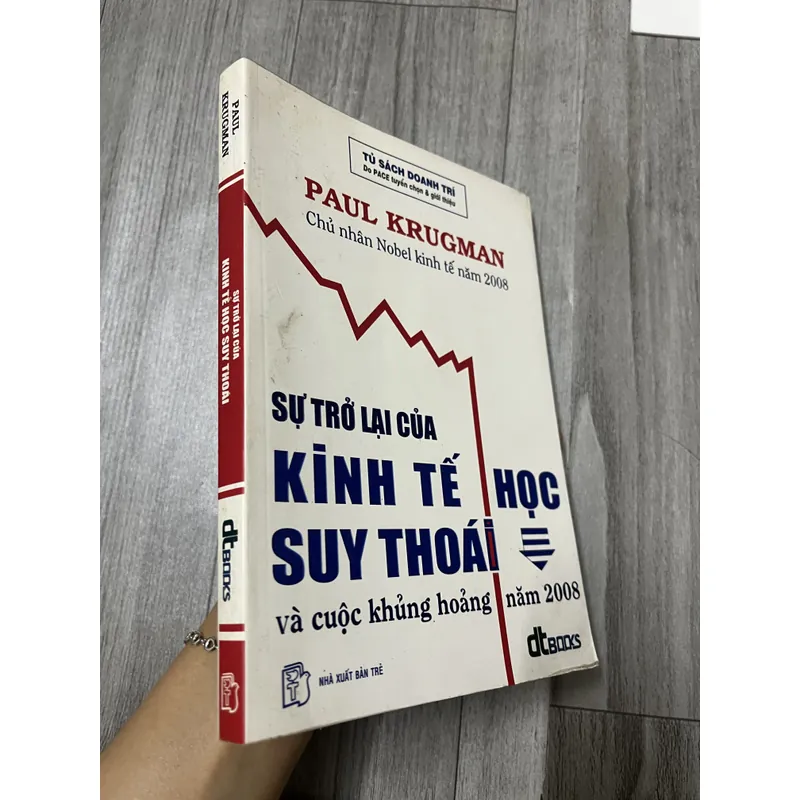 PAUL
KRUGMAN
SỰ TRỞ LẠI CỦA
KINH TẾ HỌC SUY THOÁI
dtBOOKS
TỦ SÁCH DOANH TRÍ
Do PACE tuyển chọn & giới thiệu
PAUL KRUGMAN
Chủ nhân Nobel kinh tế năm 2008
SỰ TRỞ LẠI CỦA
KINH TẾ HỌC
SUY THOÁI
và cuộc khủng hoảng năm 2008
dtBOOKS
NHÀ XUẤT BẢN TRẺ